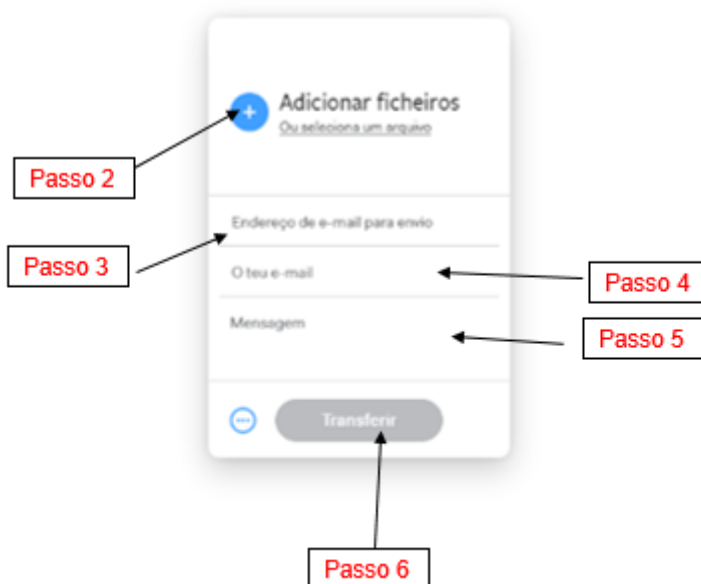 Adicionar ficheiros
Ou seleciona um arquivo
Passo 2
Endereço de e-mail para envio
Passo 3
O teu e-mail
Passo 4
Mensagem
Passo 5
Transferir
Passo 6